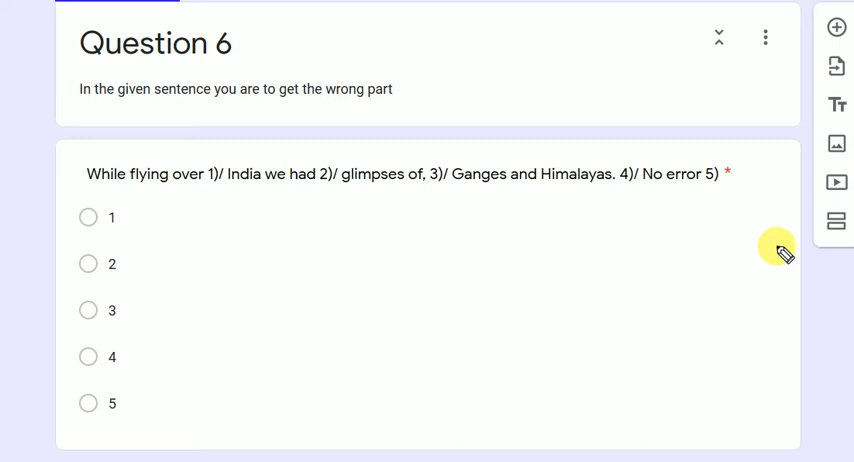 Question 6
In the given sentence you are to get the wrong part
While flying over 1)/ India we had 2)/ glimpses of, 3)/ Ganges and Himalayas. 4)/ No error 5) *
1
2
3
4
5
Tт